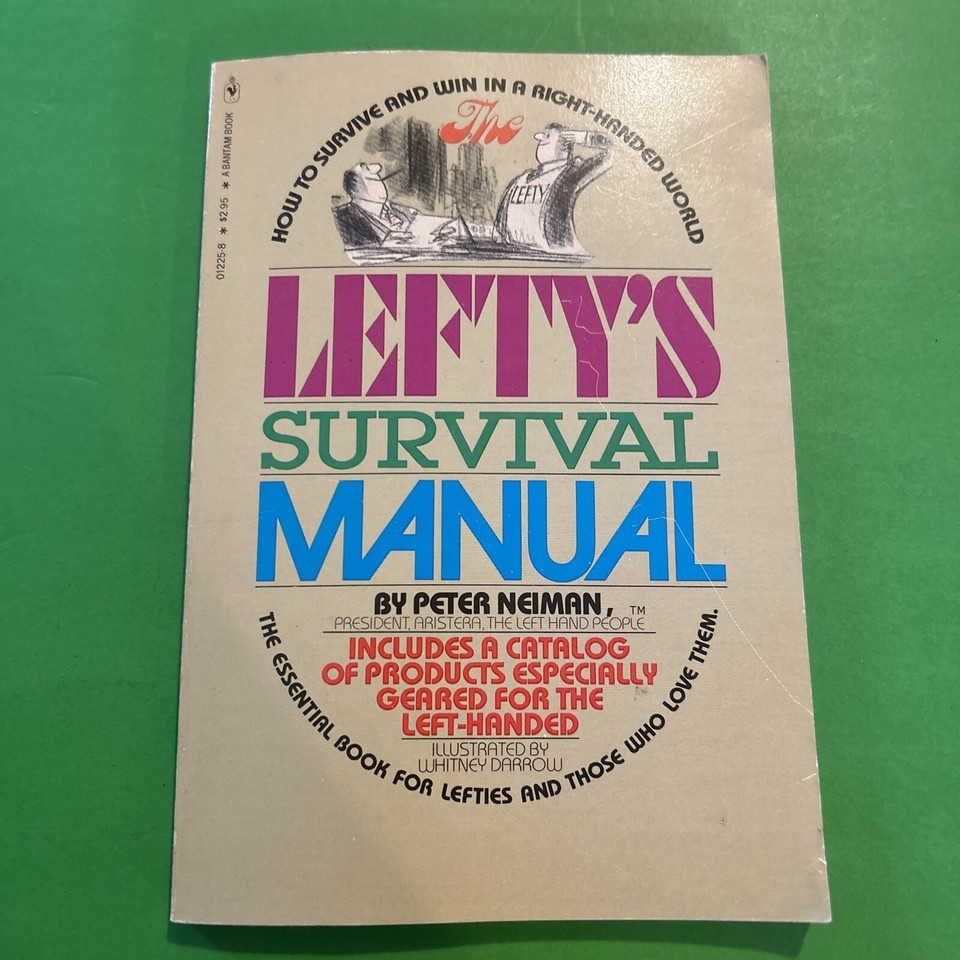 HOW TO SURVIVE AND WIN IN A RIGHT-HANDED WORLD
The
LEFTY
LEFTY'S
SURVIVAL
MANUAL
BY PETER NEIMAN, TM
PRESIDENT, ARISTERA, THE LEFT HAND PEOPLE
INCLUDES A CATALOG
OF PRODUCTS ESPECIALLY
GEARED FOR THE
LEFT-HANDED
ILLUSTRATED BY
WHITNEY DARROW
THE ESSENTIAL BOOK FOR LEFTIES AND THOSE WHO LOVE THEM.
01225-8 * $2.95 * A BANTAM BOOK